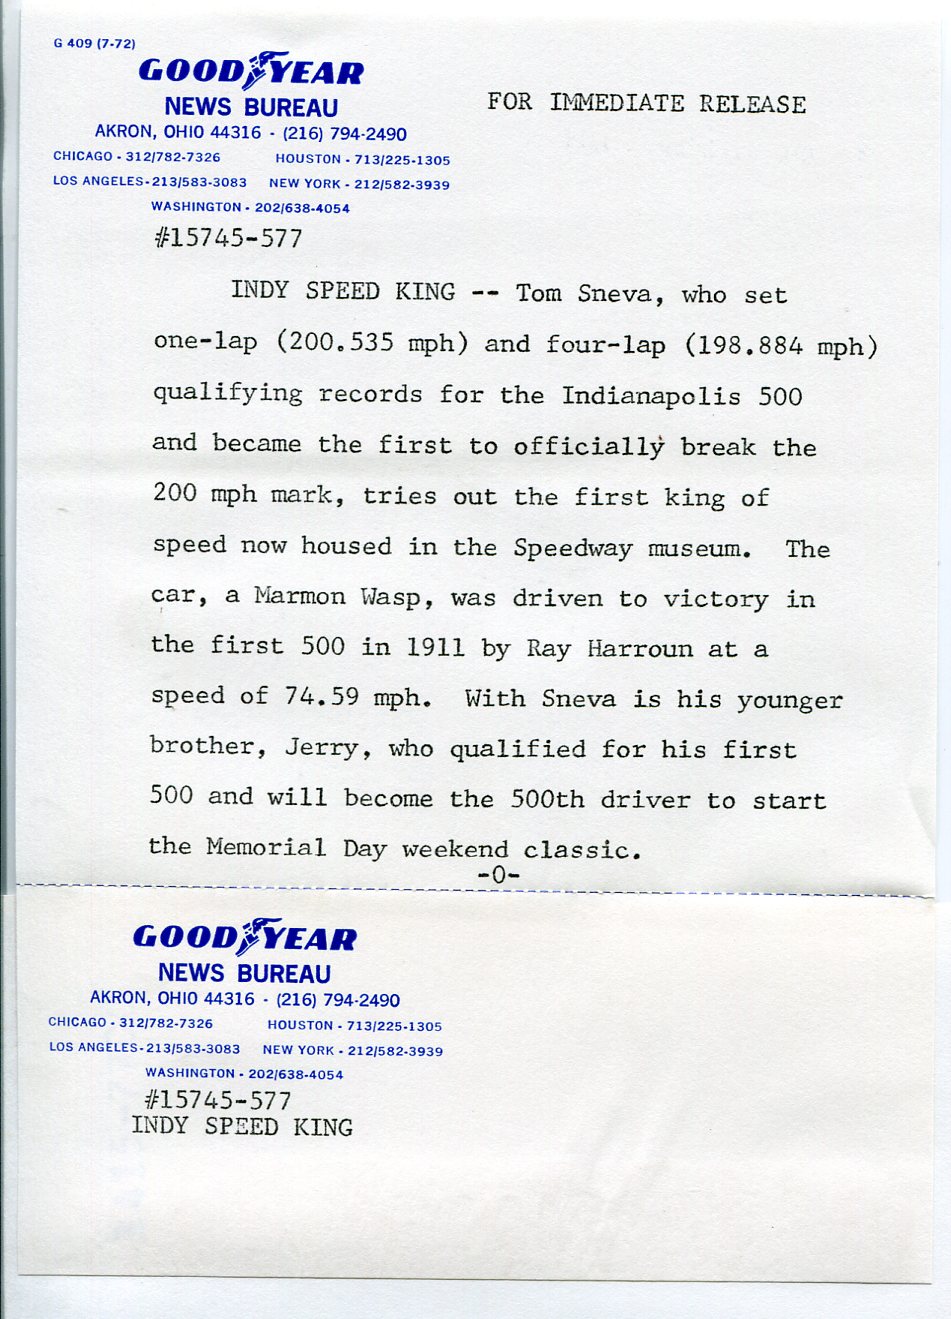 G 409 (7-72)
GOOD YEAR
NEWS BUREAU
FOR IMMEDIATE RELEASE
AKRON, OHIO 44316 - (216) 794-2490
CHICAGO - 312/782-7326 HOUSTON - 713/225-1305
LOS ANGELES-213/583-3083 NEW YORK - 212/582-3939
WASHINGTON - 202/638-4054
#15745-577
INDY SPEED KING -- Tom Sneva, who set
one-lap (200.535 mph) and four-lap (198.884 mph)
qualifying records for the Indianapolis 500
and became the first to officially break the
200 mph mark, tries out the first king of
speed now housed in the Speedway museum. The
car, a Marmon Wasp, was driven to victory in
the first 500 in 1911 by Ray Harroun at a
speed of 74.59 mph. With Sneva is his younger
brother, Jerry, who qualified for his first
500 and will become the 500th driver to start
the Memorial Day weekend classic.
-0-
GOOD YEAR
NEWS BUREAU
AKRON, OHIO 44316 - (216) 794-2490
CHICAGO - 312/782-7326 HOUSTON - 713/225-1305
LOS ANGELES-213/583-3083 NEW YORK - 212/582-3939
WASHINGTON - 202/638-4054
#15745-577
INDY SPEED KING